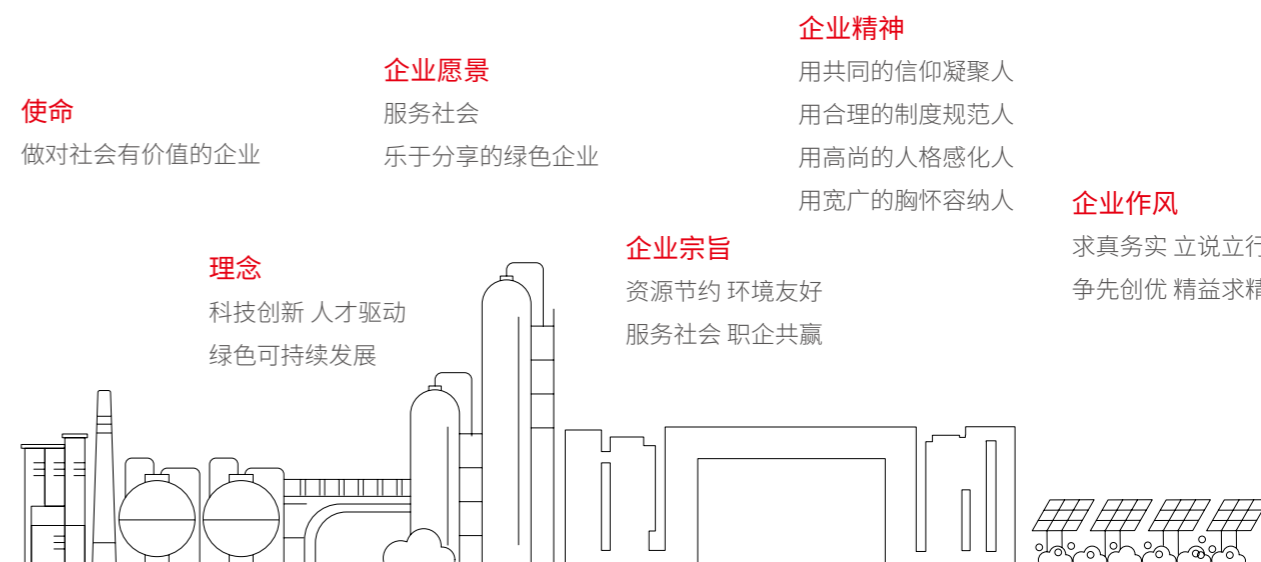 使命
做对社会有价值的企业
企业愿景
服务社会
乐于分享的绿色企业
企业精神
用共同的信仰凝聚人
用合理的制度规范人
用高尚的人格感化人
用宽广的胸怀容纳人
理念
科技创新 人才驱动
绿色可持续发展
企业宗旨
资源节约 环境友好
服务社会 职企共赢
企业作风
求真务实 立说立行
争先创优 精益求精